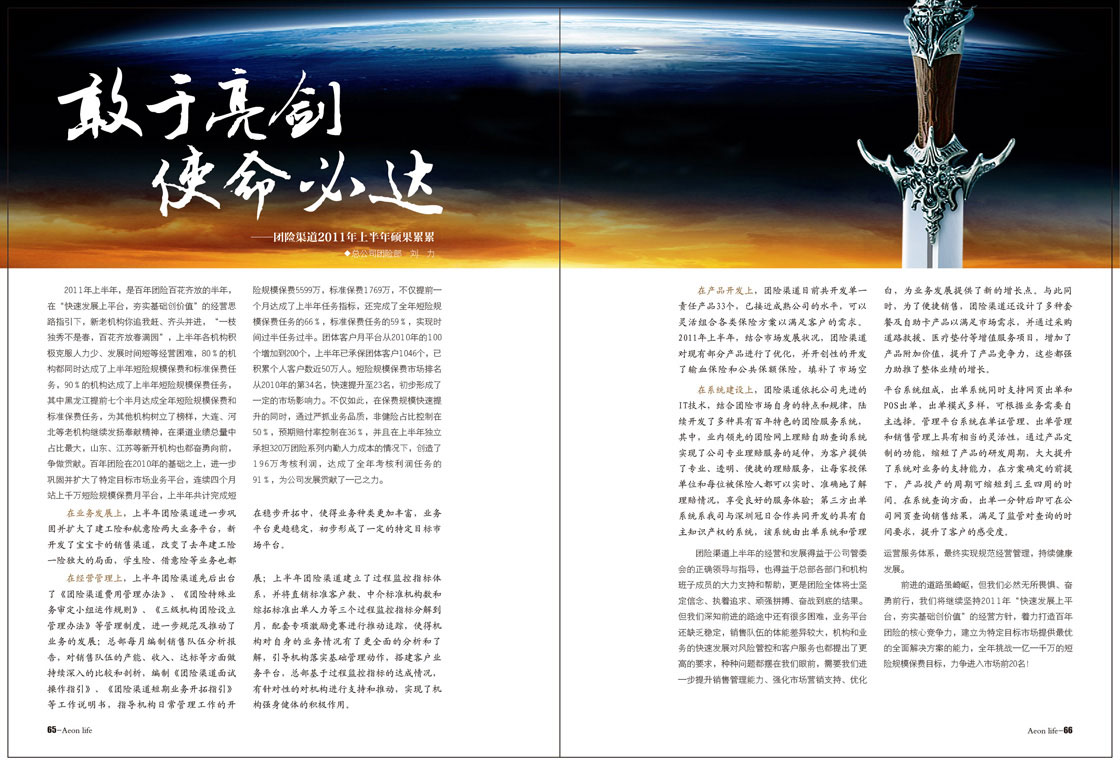 敢于亮剑
使命必达
——团险渠道2011年上半年硕果累累
◆总公司团险部 刘 力
2011年上半年，是百年团险百花齐放的半年，
在“快速发展上平台，夯实基础创价值”的经营思
路指引下，新老机构你追我赶、齐头并进，“一枝
独秀不是春，百花齐放春满园”，上半年各机构积
极克服人力少、发展时间短等经营困难，80％的机
构都同时达成了上半年短险规模保费和标准保费任
务，90％的机构达成了上半年短险规模保费任务，
其中黑龙江提前七个半月达成全年短险规模保费和
标准保费任务，为其他机构树立了榜样，大连、河
北等老机构继续发扬奉献精神，在渠道业绩总量中
占比最大，山东、江苏等新开机构也都奋勇向前，
争做贡献。百年团险在2010年的基础之上，进一步
巩固并扩大了特定目标市场业务平台，连续四个月
站上千万短险规模保费月平台，上半年共计完成短
险规模保费5599万，标准保费1769万，不仅提前一
个月达成了上半年任务指标，还完成了全年短险规
模保费任务的66％，标准保费任务的59％，实现时
间过半任务过半。团体客户月平台从2010年的100
个增加到200个，上半年已承保团体客户1046个，已
积累个人客户数近50万人。短险规模保费市场排名
从2010年的第34名，快速提升至23名，初步形成了
一定的市场影响力。不仅如此，在保费规模快速提
升的同时，通过严抓业务品质，非健险占比控制在
50％，预期赔付率控制在36％，并且在上半年独立
承担320万团险系列内勤人力成本的情况下，创造了
196万考核利润，达成了全年考核利润任务的
91％，为公司发展贡献了一己之力。
在业务发展上，上半年团险渠道进一步巩
固并扩大了建工险和航意险两大业务平台，新
开发了宝宝卡的销售渠道，改变了去年建工险
一险独大的局面，学生险、借意险等业务也都
在稳步开拓中，使得业务种类更加丰富，业务
平台更趋稳定，初步形成了一定的特定目标市
场平台。
在经营管理上，上半年团险渠道先后出台
了《团险渠道费用管理办法》、《团险特殊业
务审定小组运作规则》、《三级机构团险设立
管理办法》等管理制度，进一步规范及推动了
业务的发展；总部每月编制销售队伍分析报
告，对销售队伍的产能、收入、达标等方面做
持续深入的比较和剖析，编制《团险渠道面试
操作指引》、《团险渠道短期业务开拓指引》
等工作说明书，指导机构日常管理工作的开
展；上半年团险渠道建立了过程监控指标体
系，并将直销标准客户数、中介标准机构数和
综拓标准出单人力等三个过程监控指标分解到
月，配套专项激励竞赛进行推动追踪，使得机
构对自身的业务情况有了更全面的分析和了
解，引导机构落实基础管理动作，搭建客户业
务平台，总部基于过程监控指标的达成情况，
有针对性的对机构进行支持和推动，实现了机
构强身健体的积极作用。
65–Aeon life
在产品开发上，团险渠道目前共开发单一
责任产品33个，已接近成熟公司的水平，可以
灵活组合各类保险方案以满足客户的需求。
2011年上半年，结合市场发展状况，团险渠道
对现有部分产品进行了优化，并开创性的开发
了输血保险和公共保额保险，填补了市场空
白，为业务发展提供了新的增长点。与此同
时，为了便捷销售，团险渠道还设计了多种套
餐及自助卡产品以满足市场需求，并通过采购
道路救援、医疗垫付等增值服务项目，增加了
产品附加价值，提升了产品竞争力，这些都强
力助推了整体业绩的增长。
在系统建设上，团险渠道依托公司先进的
IT技术，结合团险市场自身的特点和规律，陆
续开发了多种具有百年特色的团险服务系统，
其中，业内领先的团险网上理赔自助查询系统
实现了公司专业理赔服务的延伸，为客户提供
了专业、透明、便捷的理赔服务，让每家投保
单位和每位被保险人都可以实时、准确地了解
理赔情况，享受良好的服务体验；第三方出单
系统系我司与深圳冠日合作共同开发的具有自
主知识产权的系统，该系统由出单系统和管理
平台系统组成，出单系统同时支持网页出单和
POS出单，出单模式多样，可根据业务需要自
主选择。管理平台系统在单证管理、出单管理
和销售管理上具有相当的灵活性，通过产品定
制的功能，缩短了产品的研发周期，大大提升
了系统对业务的支持能力，在方案确定的前提
下，产品投产的周期可缩短到三至四周的时
间。在系统查询方面，出单一分钟后即可在公
司网页查询销售结果，满足了监管对查询的时
间要求，提升了客户的感受度。
团险渠道上半年的经营和发展得益于公司管委
会的正确领导与指导，也得益于总部各部门和机构
班子成员的大力支持和帮助，更是团险全体将士坚
定信念、执着追求、顽强拼搏、奋战到底的结果。
但我们深知前进的路途中还有很多困难，业务平台
还缺乏稳定，销售队伍的体能差异较大，机构和业
务的快速发展对风险管控和客户服务也都提出了更
高的要求，种种问题都摆在我们眼前，需要我们进
一步提升销售管理能力、强化市场营销支持、优化
运营服务体系，最终实现规范经营管理，持续健康
发展。
前进的道路虽崎岖，但我们必然无所畏惧、奋
勇前行，我们将继续坚持2011年“快速发展上平
台，夯实基础创价值”的经营方针，着力打造百年
团险的核心竞争力，建立为特定目标市场提供最优
的全面解决方案的能力，全年挑战一亿一千万的短
险规模保费目标，力争进入市场前20名！
Aeon life–66